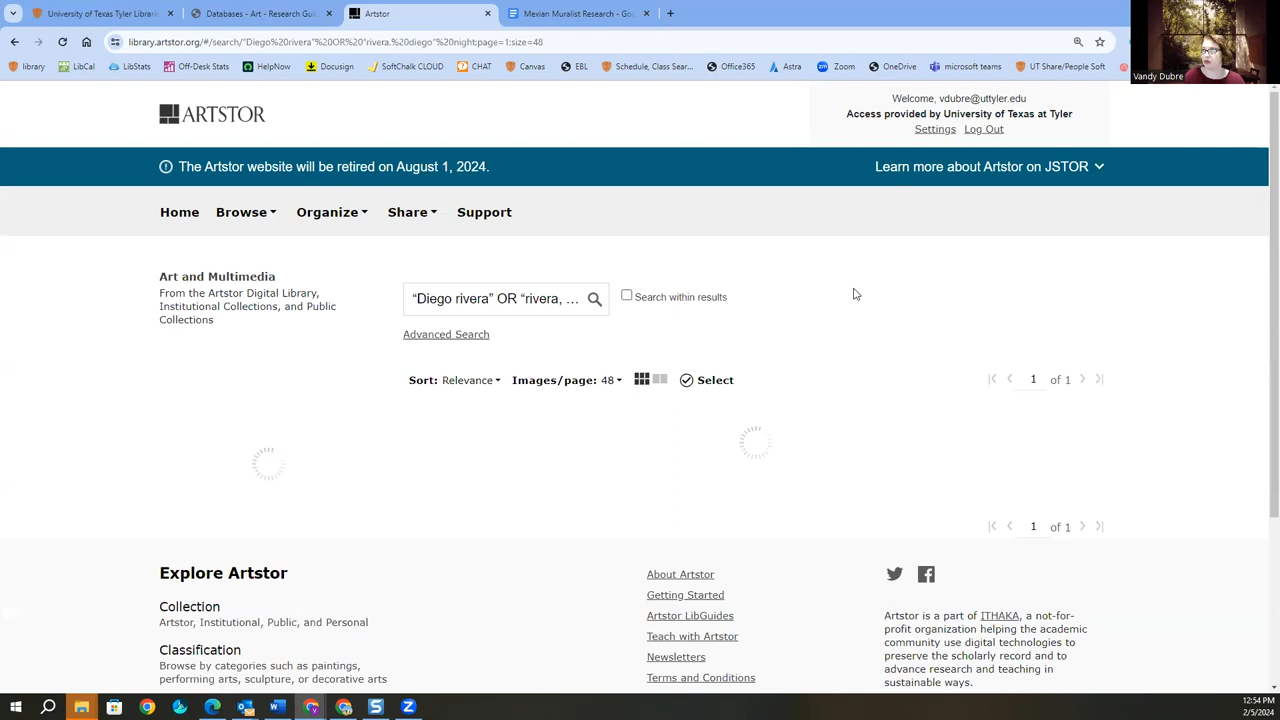 University of Texas Tyler Librar
Databases - Art - Research Gui
Artstor
Mexian Muralist Research - Goo
library.artstor.org/#/search/"Diego%20rivera"%20OR%20"rivera,%20diego"%20night;page=1;size=48
library
LibCal
LibStats
Off-Desk Stats
HelpNow
Docusign
SoftChalk CLOUD
CHAT
Canvas
EBL
Schedule, Class Sear...
Office365
Astra
Zoom
OneDrive
microsoft teams
UT Share/People Soft
Vandy Dubre
ARTSTOR
Welcome, vdubre@uttyler.edu
Access provided by University of Texas at Tyler
Settings Log Out
The Artstor website will be retired on August 1, 2024.
Learn more about Artstor on JSTOR
Home Browse Organize Share Support
Art and Multimedia
From the Artstor Digital Library,
Institutional Collections, and Public
Collections
“Diego rivera” OR “rivera, ...
Search within results
Advanced Search
Sort: Relevance Images/page: 48 Select
1 of 1
1 of 1
Explore Artstor
Collection
Artstor, Institutional, Public, and Personal
Classification
Browse by categories such as paintings,
performing arts, sculpture, or decorative arts
About Artstor
Getting Started
Artstor LibGuides
Teach with Artstor
Newsletters
Terms and Conditions
Artstor is a part of ITHAKA, a not-for-
profit organization helping the academic
community use digital technologies to
preserve the scholarly record and to
advance research and teaching in
sustainable ways.
12:54 PM
2/5/2024